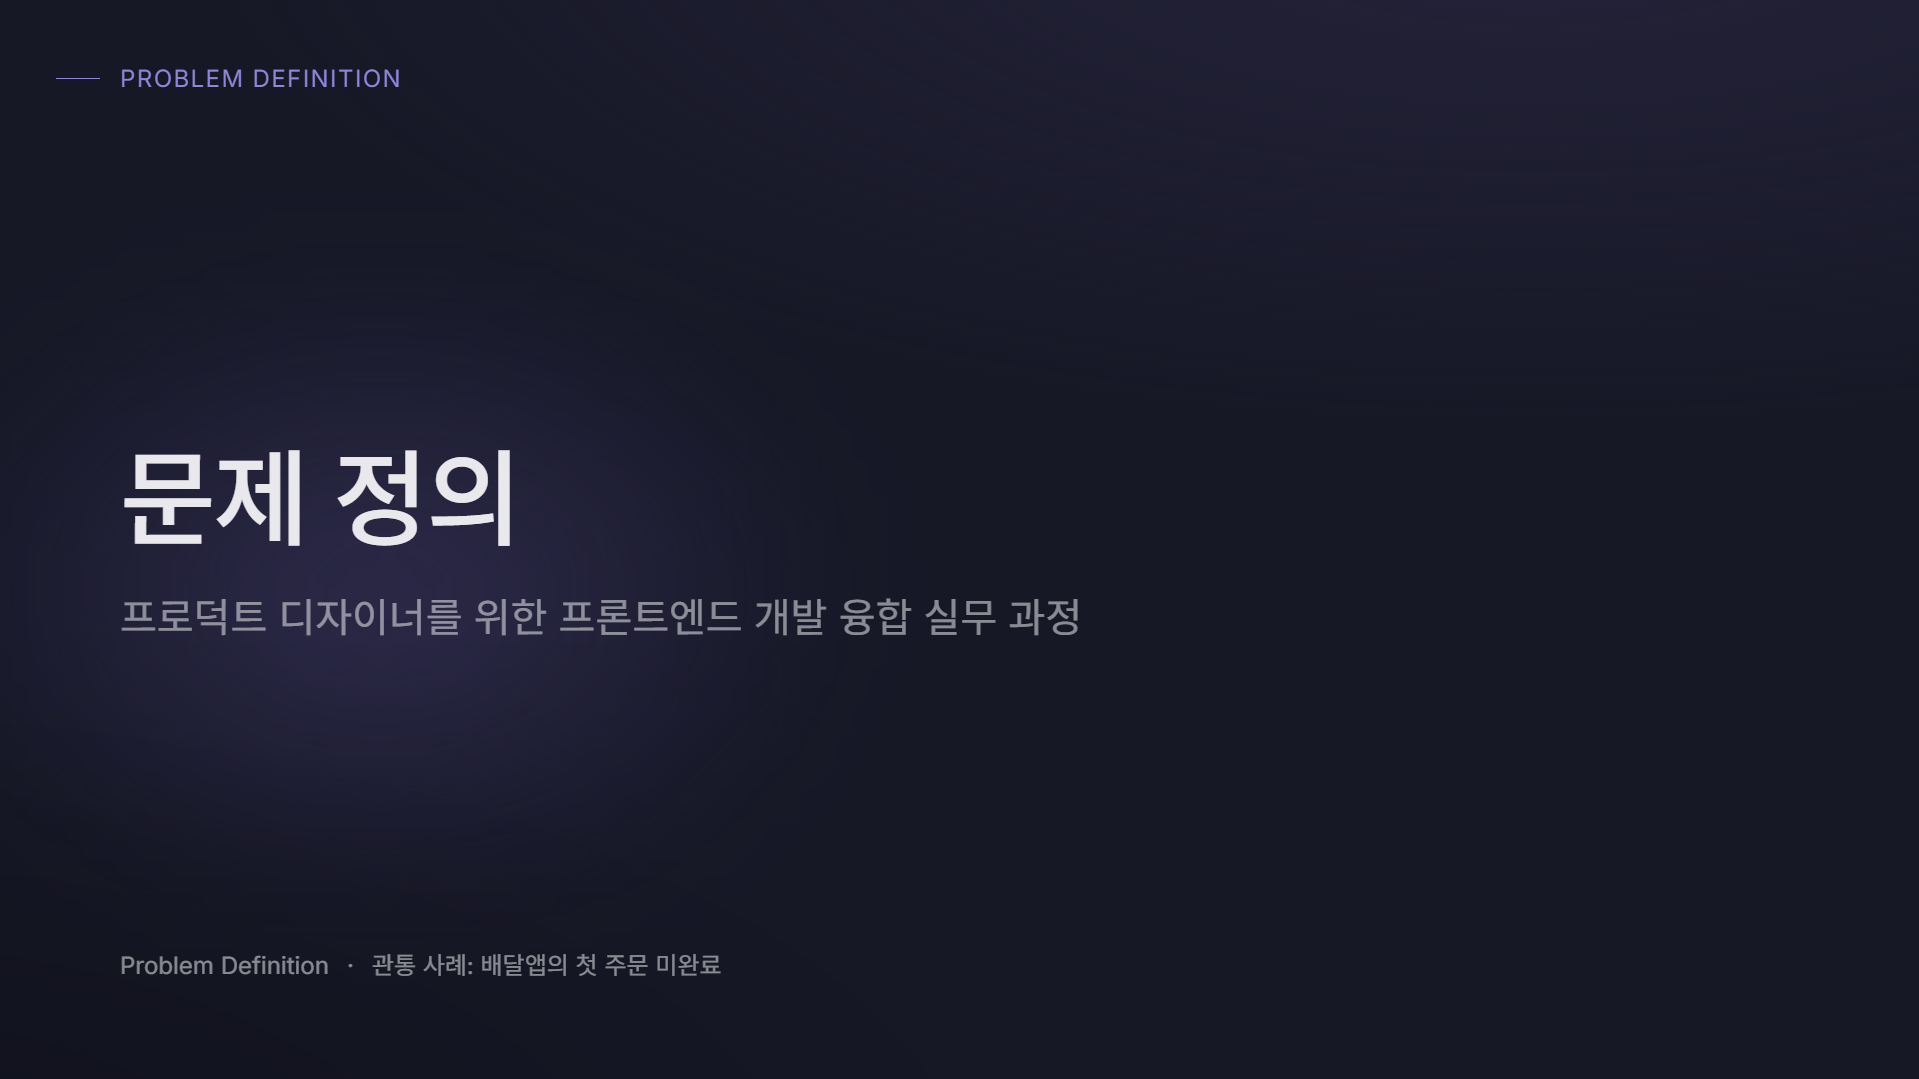 PROBLEM DEFINITION
문제 정의
프로덕트 디자이너를 위한 프론트엔드 개발 융합 실무 과정
Problem Definition · 관통 사례: 배달앱의 첫 주문 미완료